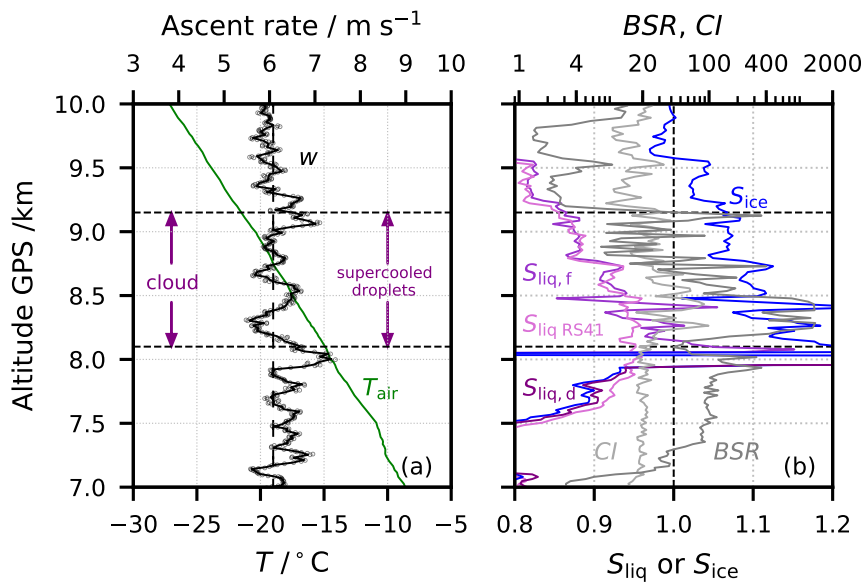 Ascent rate / m s⁻¹
BSR, CI
3 4 5 6 7 8 9 10
1 4 20 100 400 2000
10.0
9.5
9.0
8.5
8.0
7.5
7.0
Altitude GPS /km
w
cloud
supercooled
droplets
T_air
(a)
−30 −25 −20 −15 −10 −5
T / °C
S_ice
S_liq, f
S_liq RS41
S_liq, d
CI
BSR
(b)
0.8 0.9 1.0 1.1 1.2
S_liq or S_ice